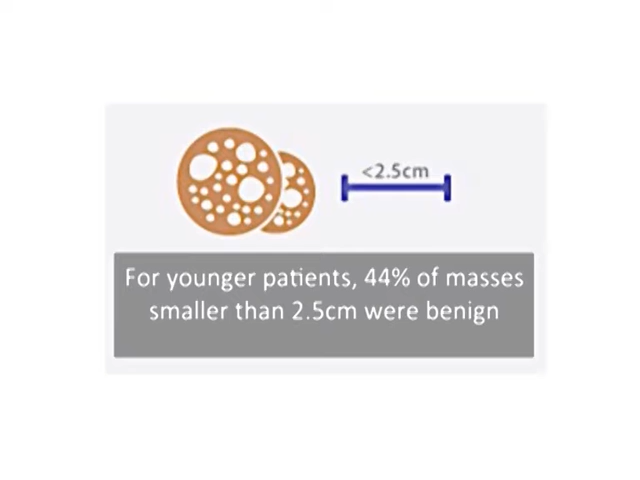 <2.5cm
For younger patients, 44% of masses
smaller than 2.5cm were benign